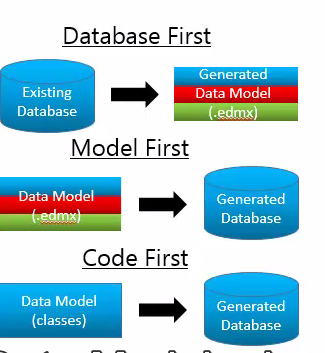 Database First
Existing
Database
Generated
Data Model
(.edmx)
Model First
Data Model
(.edmx)
Generated
Database
Code First
Data Model
(classes)
Generated
Database